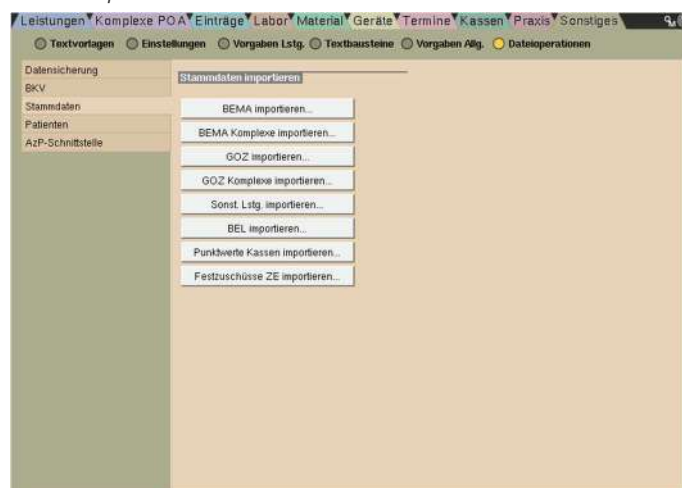 Leistungen Komplexe POA Einträge Labor Material Geräte Termine Kassen Praxis Sonstiges
Textvorlagen Einstellungen Vorgaben Lstg. Textbausteine Vorgaben Allg. Dateioperationen
Datensicherung
BKV
Stammdaten
Patienten
AzP-Schnittstelle
Stammdaten importieren
BEMA importieren...
BEMA Komplexe importieren...
GOZ importieren...
GOZ Komplexe importieren...
Sonst. Lstg. importieren...
BEL importieren...
Punktwerte Kassen importieren...
Festzuschüsse ZE importieren...